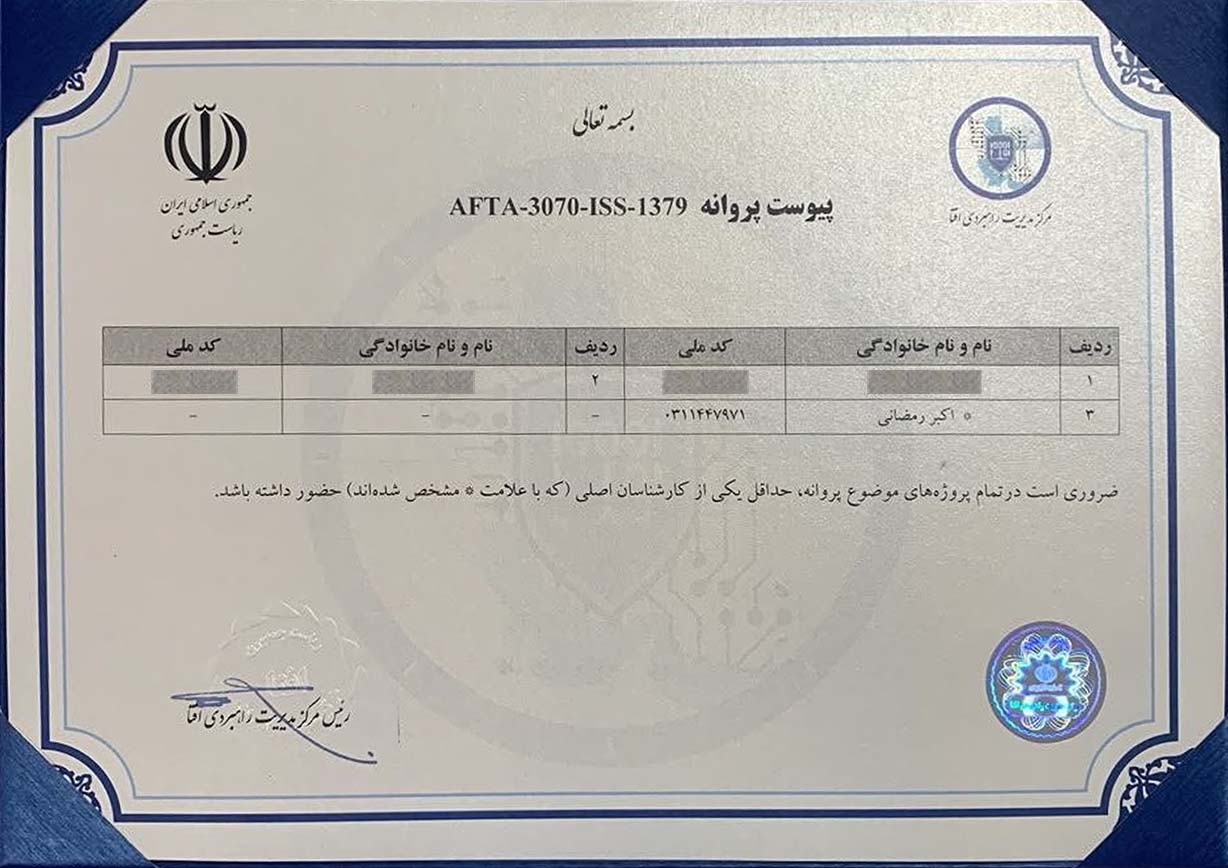 بسمه تعالی
جمهوری اسلامی ایران
ریاست جمهوری
مرکز مدیریت راهبردی افتا
پیوست پروانه AFTA-3070-ISS-1379
ردیف نام و نام خانوادگی کد ملی ردیف نام و نام خانوادگی کد ملی
۱ ۲
۳ * اکبر رمضانی ۰۳۱۱۴۴۷۹۷۱ - - -
ضروری است در تمام پروژه‌های موضوع پروانه، حداقل یکی از کارشناسان اصلی (که با علامت * مشخص شده‌اند) حضور داشته باشد.
رئیس مرکز مدیریت راهبردی افتا